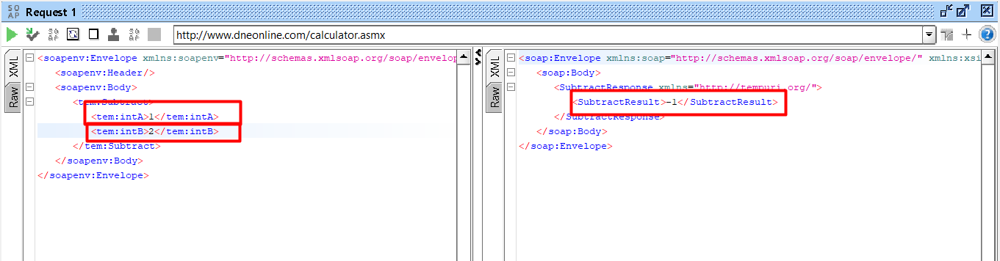 SO
AP
Request 1
http://www.dneonline.com/calculator.asmx
XML
Raw
<soapenv:Envelope xmlns:soapenv="http://schemas.xmlsoap.org/soap/envelop
<soapenv:Header/>
<soapenv:Body>
<tem:Subtract>
<tem:intA>1</tem:intA>
<tem:intB>2</tem:intB>
</tem:Subtract>
</soapenv:Body>
</soapenv:Envelope>
XML
Raw
<soap:Envelope xmlns:soap="http://schemas.xmlsoap.org/soap/envelope/" xmlns:xsi
<soap:Body>
<SubtractResponse xmlns="http://tempuri.org/">
<SubtractResult>-1</SubtractResult>
</SubtractResponse>
</soap:Body>
</soap:Envelope>